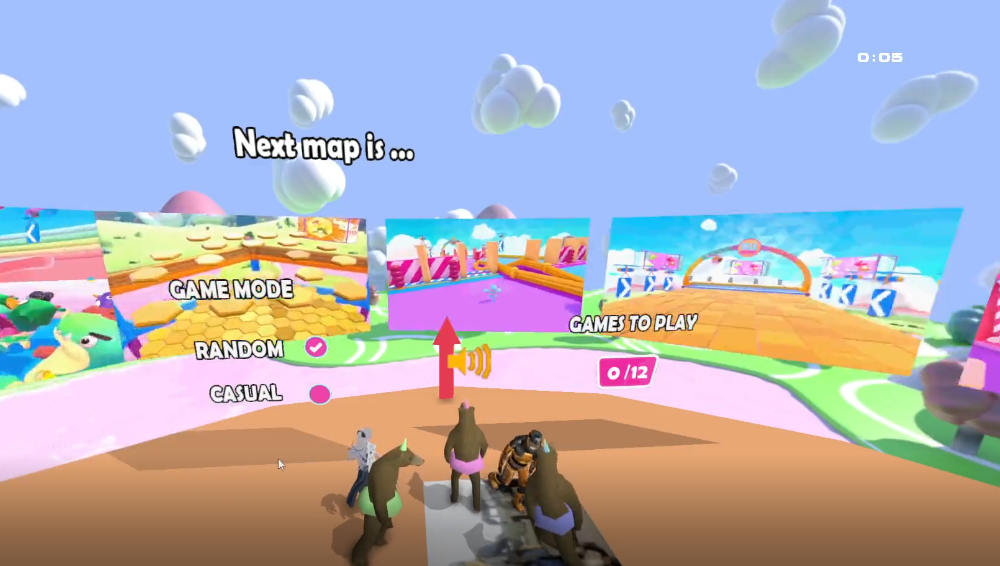 0:05
Next map is ...
GAME MODE
GAMES TO PLAY
RANDOM
0/12
CASUAL